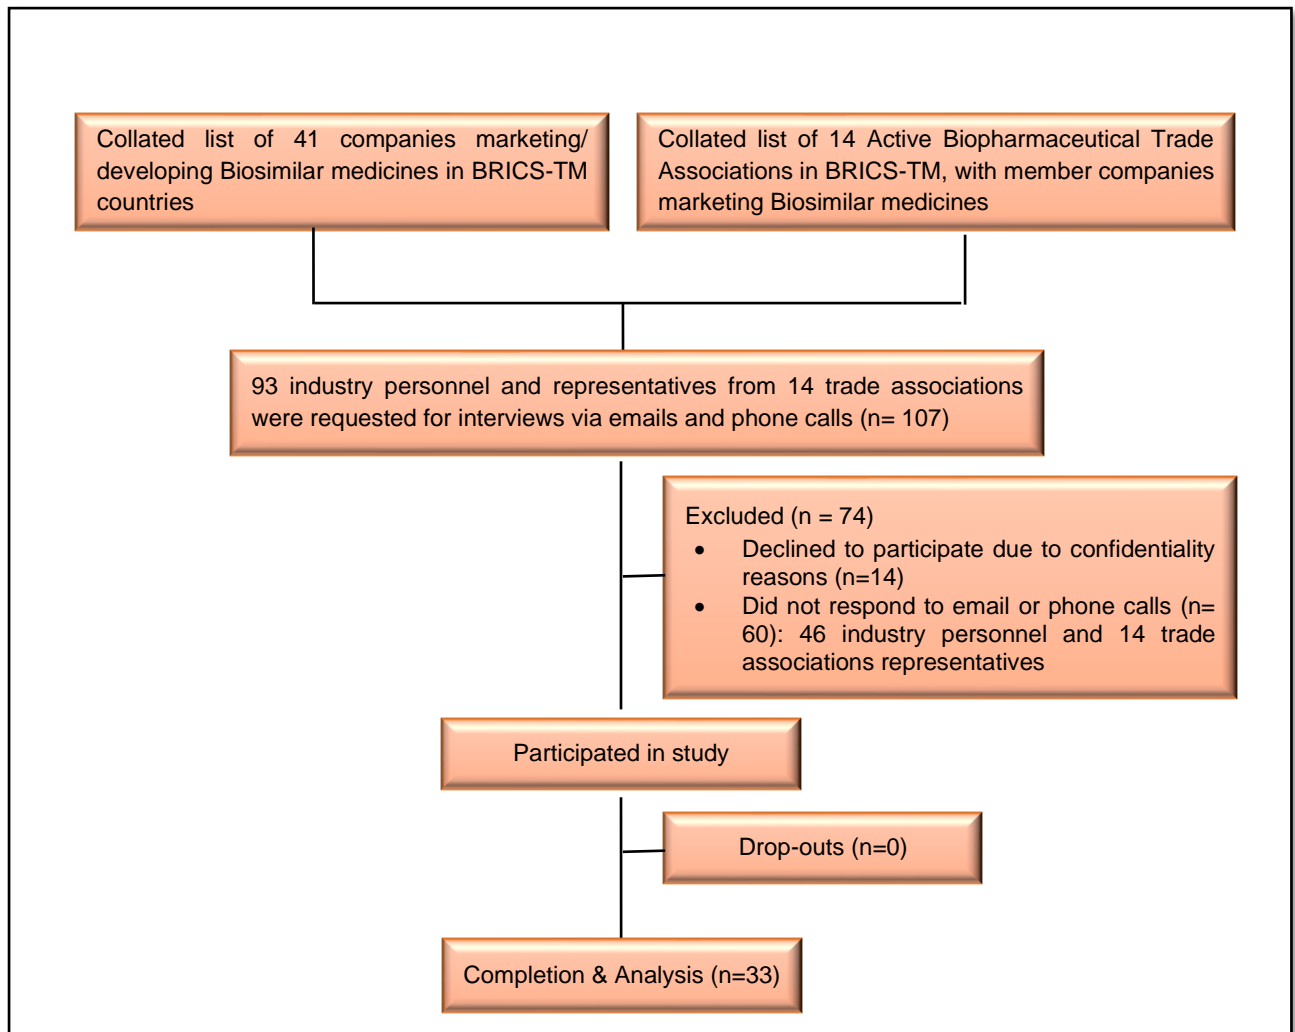 Collated list of 41 companies marketing/
developing Biosimilar medicines in BRICS-TM
countries
Collated list of 14 Active Biopharmaceutical Trade
Associations in BRICS-TM, with member companies
marketing Biosimilar medicines
93 industry personnel and representatives from 14 trade associations
were requested for interviews via emails and phone calls (n= 107)
Excluded (n = 74)
• Declined to participate due to confidentiality
reasons (n=14)
• Did not respond to email or phone calls (n=
60): 46 industry personnel and 14 trade
associations representatives
Participated in study
Drop-outs (n=0)
Completion & Analysis (n=33)